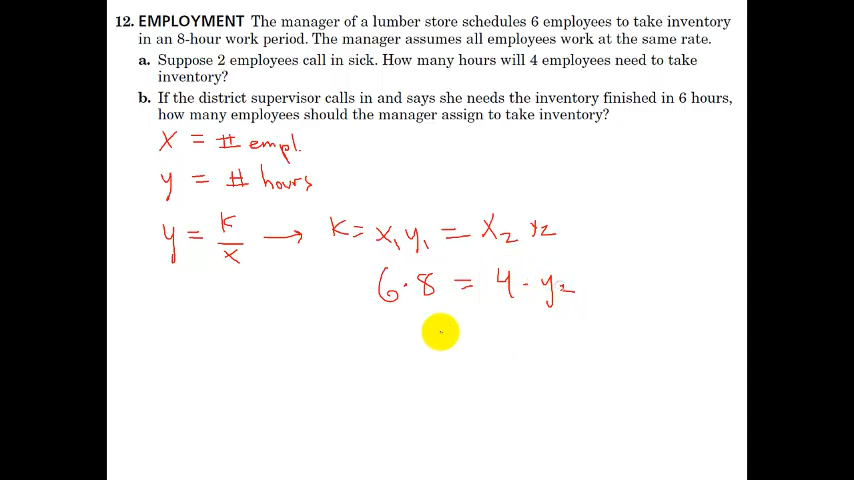 12. EMPLOYMENT The manager of a lumber store schedules 6 employees to take inventory
in an 8-hour work period. The manager assumes all employees work at the same rate.
a. Suppose 2 employees call in sick. How many hours will 4 employees need to take
inventory?
b. If the district supervisor calls in and says she needs the inventory finished in 6 hours,
how many employees should the manager assign to take inventory?
x = # empl.
y = # hours
y = K/x → K = x₁y₁ = x₂y₂
6·8 = 4·y₂